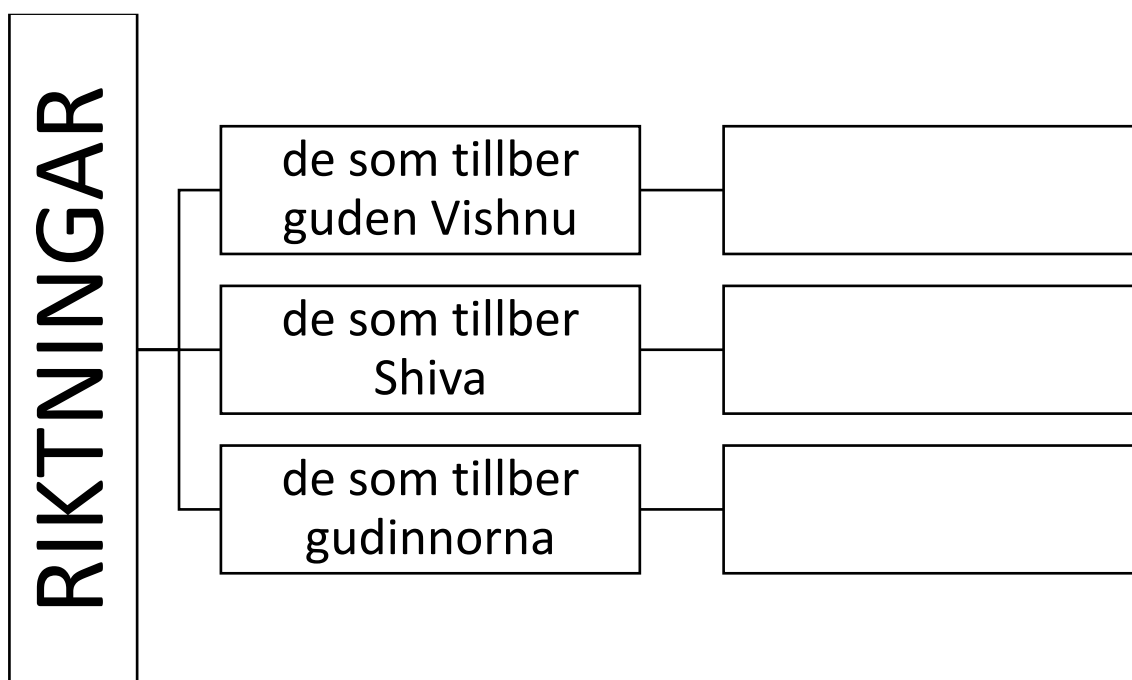 RIKTNINGAR
de som tillber
guden Vishnu
de som tillber
Shiva
de som tillber
gudinnorna